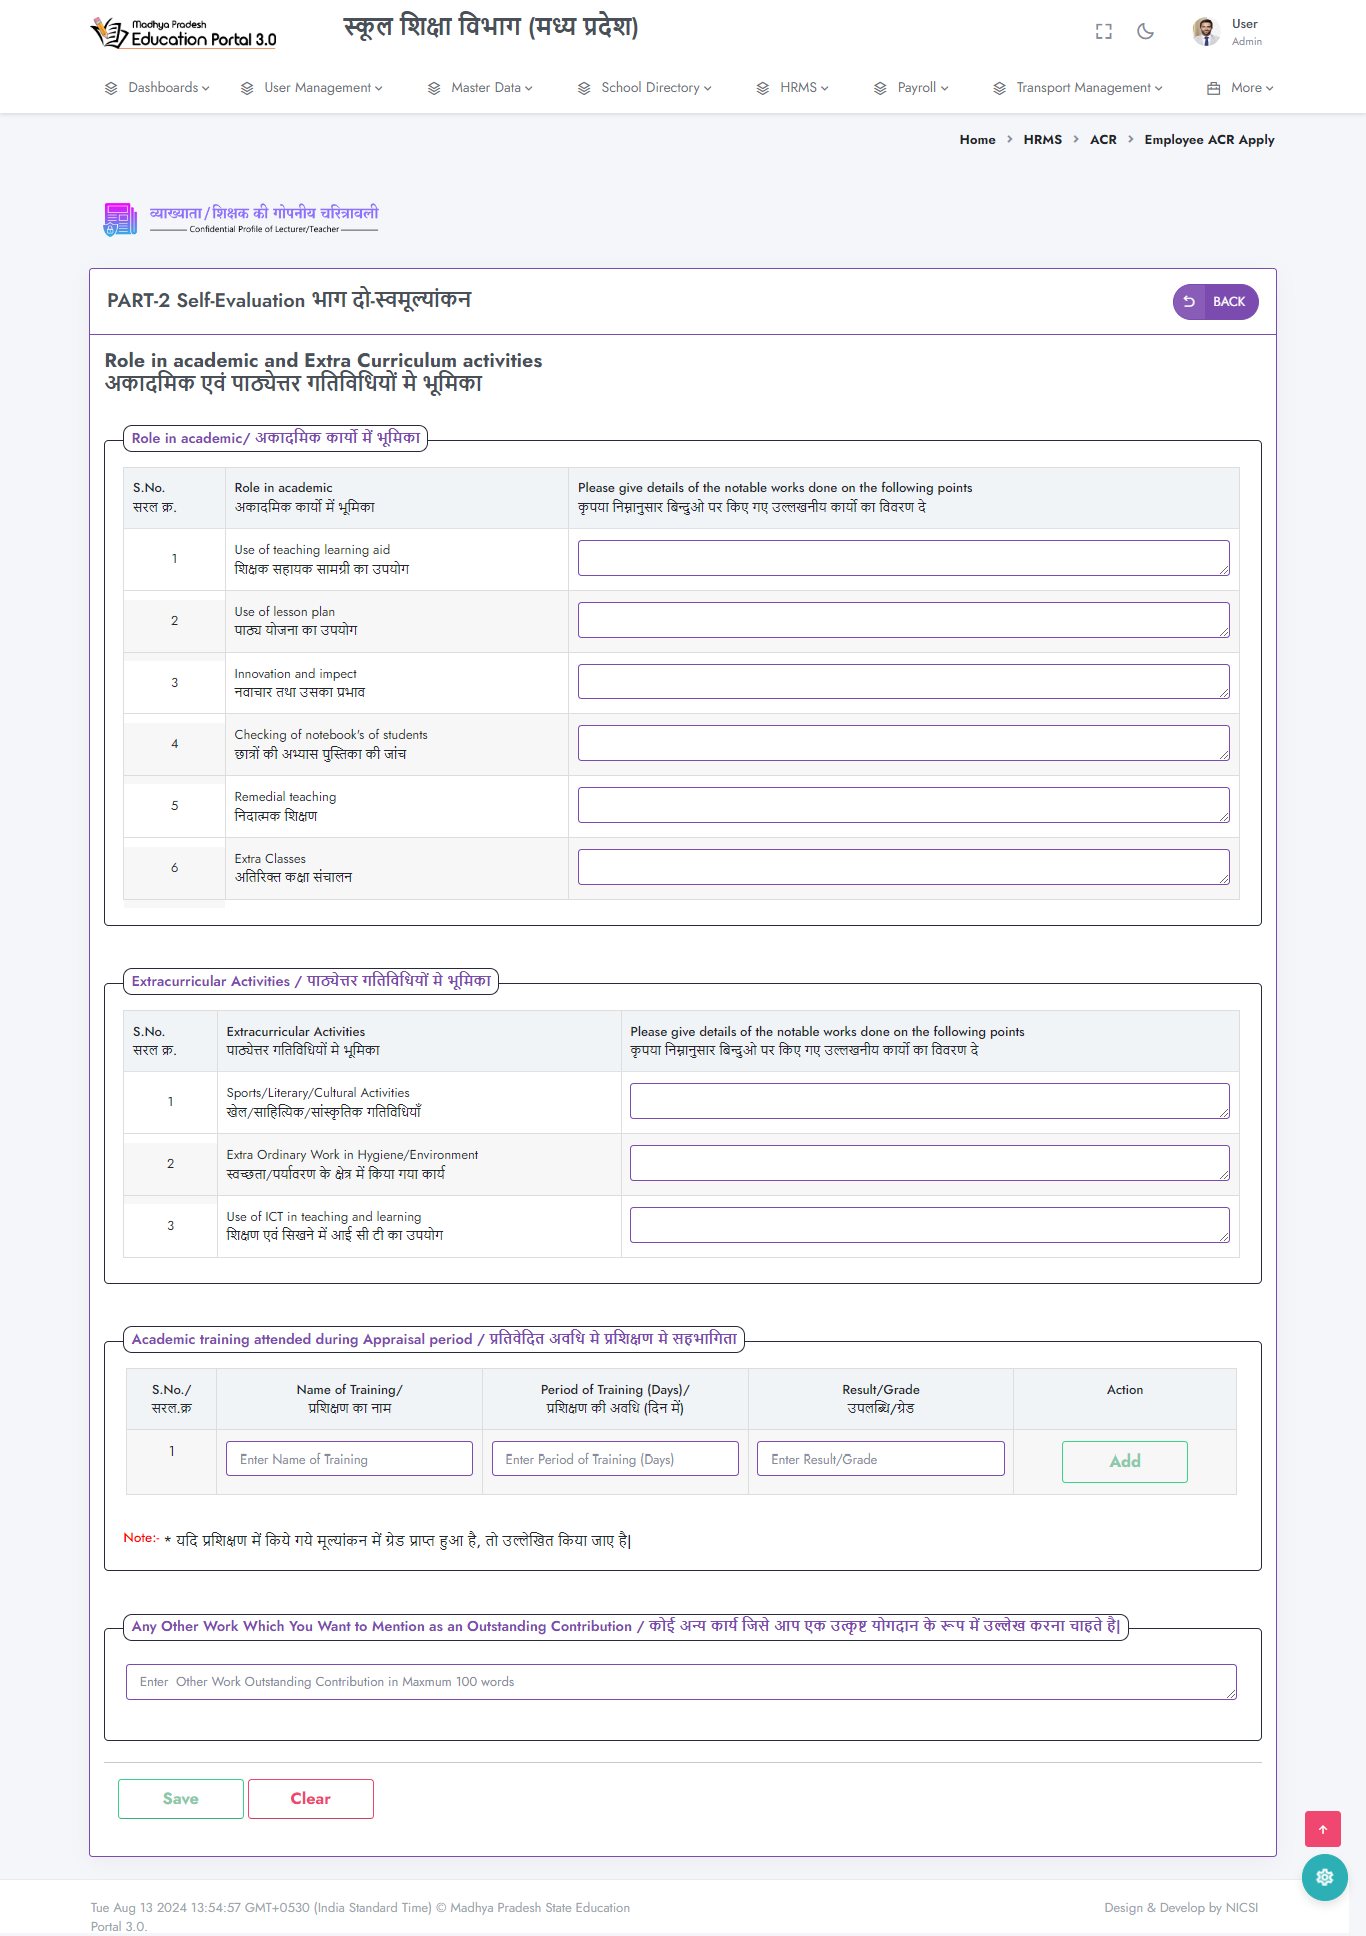 Madhya Pradesh
Education Portal 3.0
स्कूल शिक्षा विभाग (मध्य प्रदेश)
User
Admin
Dashboards
User Management
Master Data
School Directory
HRMS
Payroll
Transport Management
More
Home > HRMS > ACR > Employee ACR Apply
व्याख्याता/शिक्षक की गोपनीय चरित्रावली
Confidential Profile of Lecturer/Teacher
PART-2 Self-Evaluation भाग दो-स्वमूल्यांकन
BACK
Role in academic and Extra Curriculum activities
अकादमिक एवं पाठ्येत्तर गतिविधियों मे भूमिका
Role in academic/ अकादमिक कार्यो में भूमिका
S.No.
सरल क्र.
Role in academic
अकादमिक कार्यो में भूमिका
Please give details of the notable works done on the following points
कृपया निम्नानुसार बिन्दुओ पर किए गए उल्लखनीय कार्यो का विवरण दे
1
Use of teaching learning aid
शिक्षक सहायक सामग्री का उपयोग
2
Use of lesson plan
पाठ्य योजना का उपयोग
3
Innovation and impect
नवाचार तथा उसका प्रभाव
4
Checking of notebook's of students
छात्रों की अभ्यास पुस्तिका की जांच
5
Remedial teaching
निदात्मक शिक्षण
6
Extra Classes
अतिरिक्त कक्षा संचालन
Extracurricular Activities / पाठ्येत्तर गतिविधियों मे भूमिका
S.No.
सरल क्र.
Extracurricular Activities
पाठ्येत्तर गतिविधियों मे भूमिका
Please give details of the notable works done on the following points
कृपया निम्नानुसार बिन्दुओ पर किए गए उल्लखनीय कार्यो का विवरण दे
1
Sports/Literary/Cultural Activities
खेल/साहित्यिक/सांस्कृतिक गतिविधियाँ
2
Extra Ordinary Work in Hygiene/Environment
स्वच्छता/पर्यावरण के क्षेत्र में किया गया कार्य
3
Use of ICT in teaching and learning
शिक्षण एवं सिखने में आई सी टी का उपयोग
Academic training attended during Appraisal period / प्रतिवेदित अवधि मे प्रशिक्षण मे सहभागिता
S.No./
सरल.क्र
Name of Training/
प्रशिक्षण का नाम
Period of Training (Days)/
प्रशिक्षण की अवधि (दिन में)
Result/Grade
उपलब्धि/ग्रेड
Action
1
Enter Name of Training
Enter Period of Training (Days)
Enter Result/Grade
Add
Note:- * यदि प्रशिक्षण में किये गये मूल्यांकन में ग्रेड प्राप्त हुआ है, तो उल्लेखित किया जाए है|
Any Other Work Which You Want to Mention as an Outstanding Contribution / कोई अन्य कार्य जिसे आप एक उत्कृष्ट योगदान के रूप में उल्लेख करना चाहते है|
Enter  Other Work Outstanding Contribution in Maxmum 100 words
Save
Clear
Tue Aug 13 2024 13:54:57 GMT+0530 (India Standard Time) © Madhya Pradesh State Education
Portal 3.0.
Design & Develop by NICSI